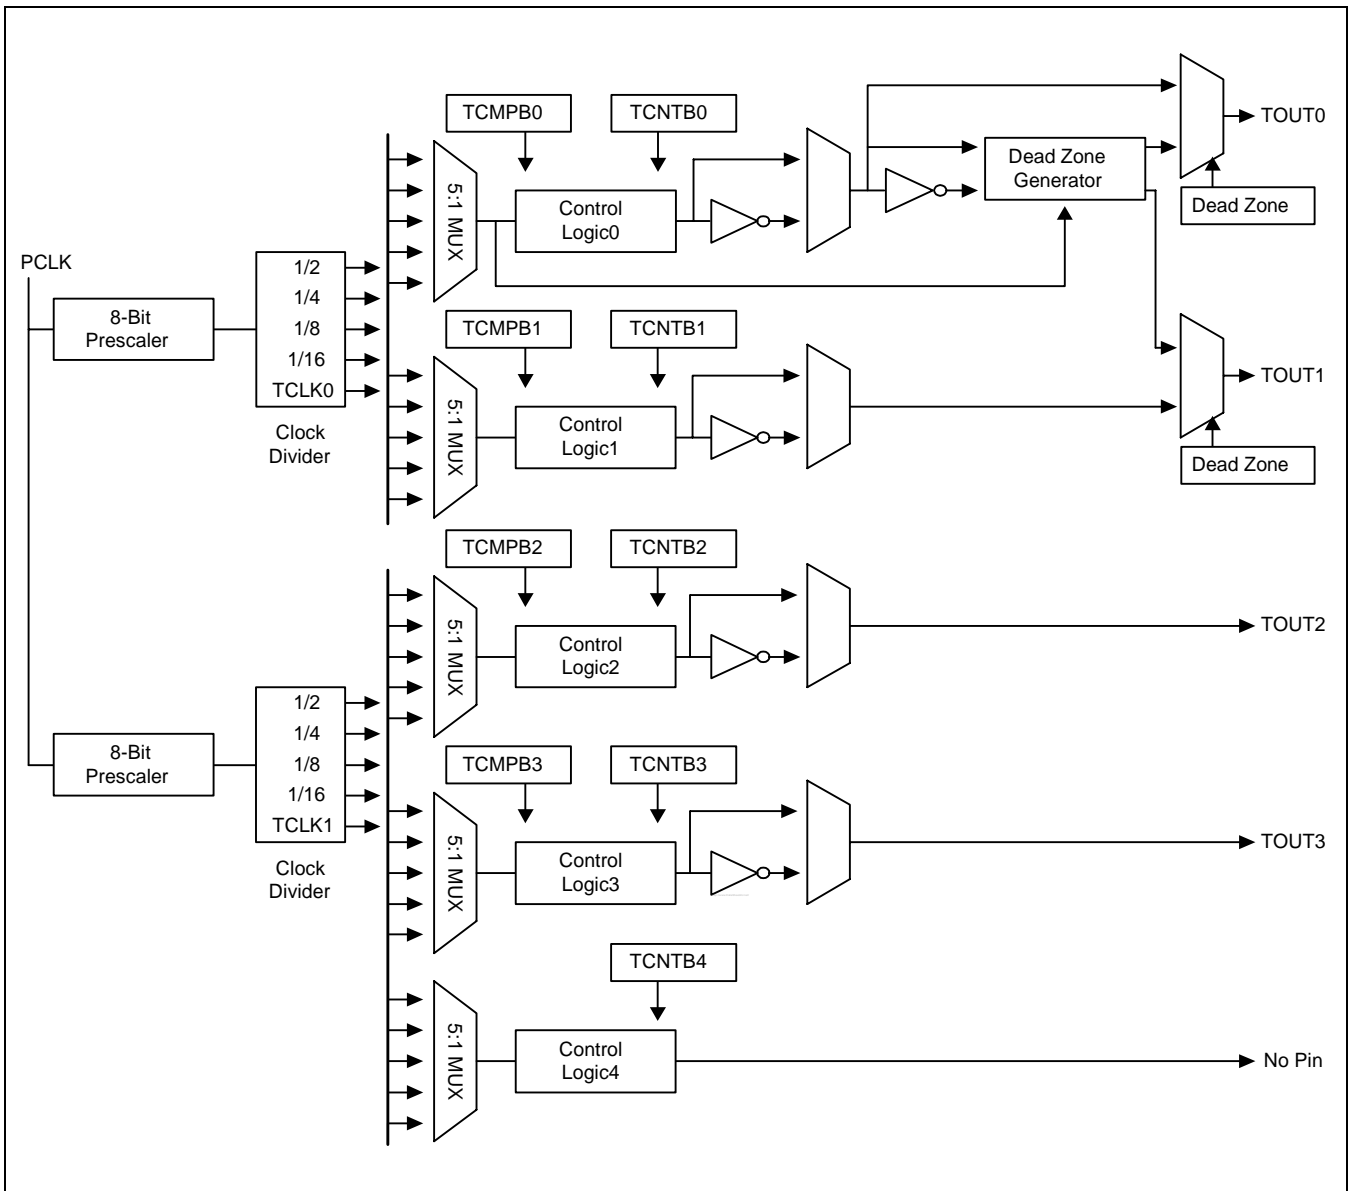 TCMPB0
TCNTB0
TOUT0
5:1 MUX
Control
Logic0
Dead Zone
Generator
Dead Zone
PCLK
8-Bit
Prescaler
1/2
1/4
1/8
1/16
TCLK0
Clock
Divider
TCMPB1
TCNTB1
5:1 MUX
Control
Logic1
TOUT1
Dead Zone
TCMPB2
TCNTB2
5:1 MUX
Control
Logic2
TOUT2
8-Bit
Prescaler
1/2
1/4
1/8
1/16
TCLK1
Clock
Divider
TCMPB3
TCNTB3
5:1 MUX
Control
Logic3
TOUT3
TCNTB4
5:1 MUX
Control
Logic4
No Pin